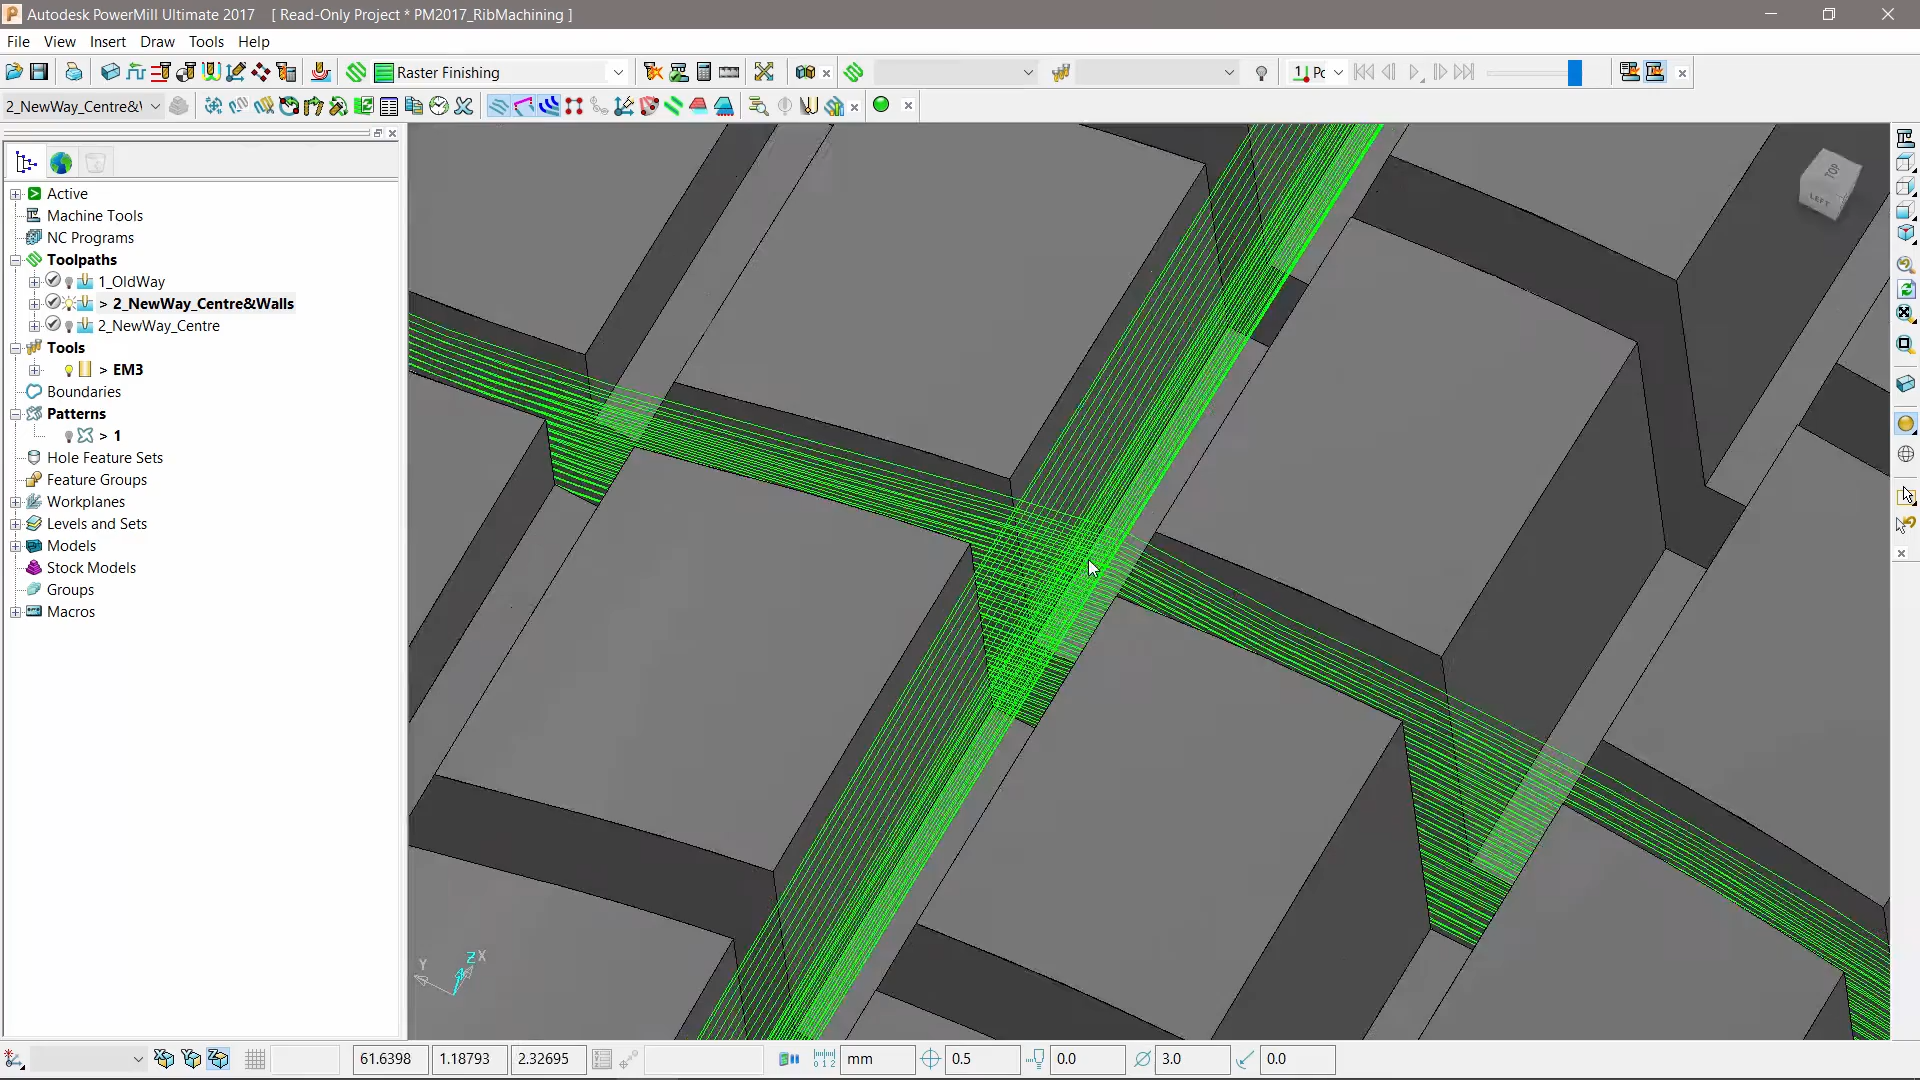 Autodesk PowerMill Ultimate 2017 [ Read-Only Project * PM2017_RibMachining ]
File View Insert Draw Tools Help
Raster Finishing
2_NewWay_Centre&
Active
Machine Tools
NC Programs
Toolpaths
1_OldWay
> 2_NewWay_Centre&Walls
2_NewWay_Centre
Tools
> EM3
Boundaries
Patterns
> 1
Hole Feature Sets
Feature Groups
Workplanes
Levels and Sets
Models
Stock Models
Groups
Macros
TOP
LEFT
Y Z X
61.6398 1.18793 2.32695 mm 0.5 0.0 3.0 0.0